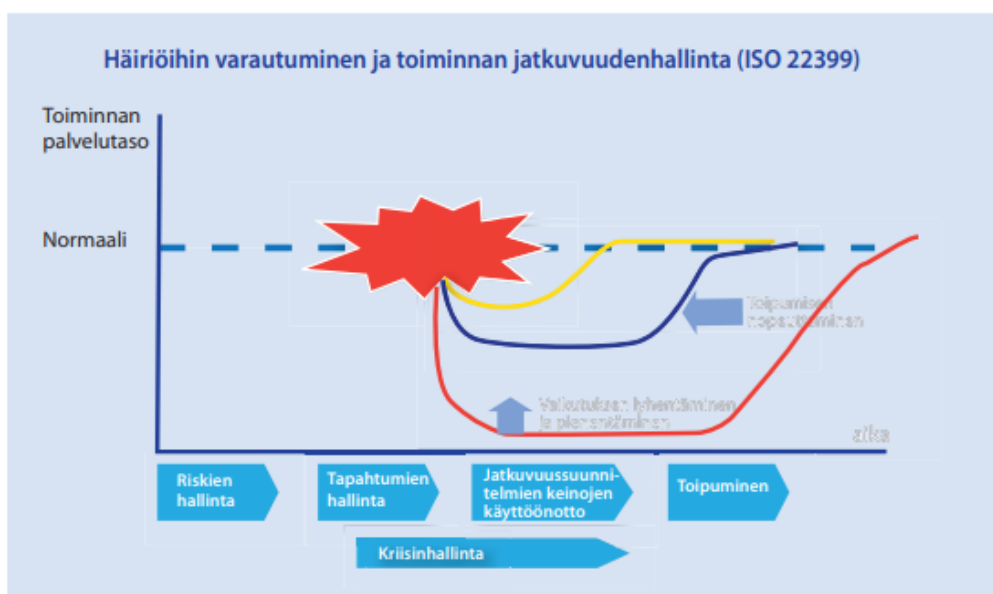 Häiriöihin varautuminen ja toiminnan jatkuvuudenhallinta (ISO 22399)
Toiminnan
palvelutaso
Normaali
Toipumisen
nopeuttaminen
Vaikutuksen lyhentäminen
ja pienentäminen
aika
Riskien
hallinta
Tapahtumien
hallinta
Jatkuvuussuunni-
telmien keinojen
käyttöönotto
Toipuminen
Kriisinhallinta